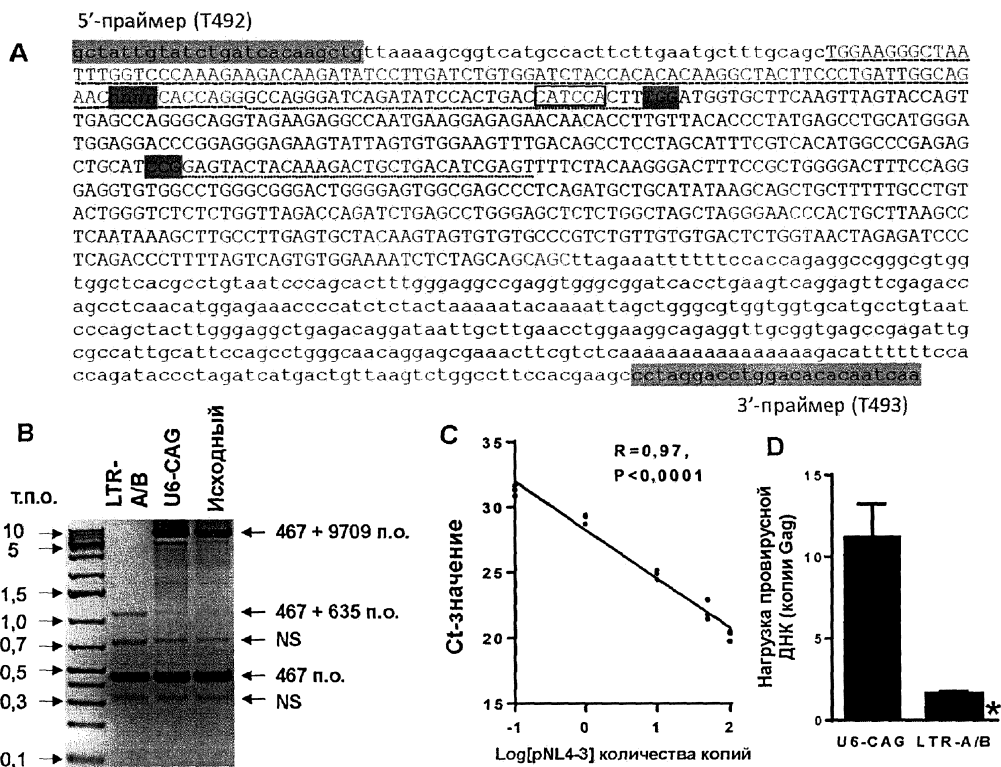 5′-праймер (T492)
A
gctattgtatctgatcacaagctgttaaaagcggtcatgccacttcttgaatgctttgcagcTGGAAGGGCTAA
TTTGGTCCCAAAGAAGACAAGATATCCTTGATCTGTGGATCTACCACACACAAGGCTACTTCCCTGATTGGCAG
AAC CACCAGGGCCAGGGATCAGATATCCACTGACCATCCACTT ATGGTGCTTCAAGTTAGTACCAGT
TGAGCCAGGGCAGGTAGAAGAGGCCAATGAAGGAGAGAACAACACCTTGTTACACCCTATGAGCCTGCATGGGA
TGGAGGACCCGGAGGGAGAAGTATTAGTGTGGAAGTTTGACAGCCTCCTAGCATTTCGTCACATGGCCCGAGAG
CTGCAT GAGTACTACAAAGACTGCTGACATCGAGTTTTCTACAAGGGACTTTCCGCTGGGGACTTTCCAGG
GAGGTGTGGCCTGGGCGGGACTGGGGAGTGGCGAGCCCTCAGATGCTGCATATAAGCAGCTGCTTTTTGCCTGT
ACTGGGTCTCTCTGGTTAGACCAGATCTGAGCCTGGGAGCTCTCTGGCTAGCTAGGGAACCCACTGCTTAAGCC
TCAATAAAGCTTGCCTTGAGTGCTACAAGTAGTGTGTGCCCGTCTGTTGTGTGACTCTGGTAACTAGAGATCCC
TCAGACCCTTTTAGTCAGTGTGGAAAATCTCTAGCAGCAGCttagaaatttttttccaccagaggccgggcgtgg
tggctcacgcctgtaatcccagcactttgggaggccgaggtgggcggatcacctgaagtcaggagttcgagacc
agcctcaacatggagaaaccccatctctactaaaaatacaaaattagctgggcgtggtggtgcatgcctgtaat
cccagctacttgggaggctgagacaggataattgcttgaacctggaaggcagaggttgcggtgagccgagattg
cgccattgcattccagcctgggcaacaggagcgaaacttcgtctcaaaaaaaaaaaaaaaaaagacattttttcca
ccagataccctagatcatgactgttaagtctggccttccacgaagccctaggacctggacacacaatcaa
3′-праймер (T493)
B
LTR-
A/B
U6-CAG
Исходный
т.п.о.
10
5
1,5
1,0
0,7
0,5
0,3
0,1
467 + 9709 п.о.
467 + 635 п.о.
NS
467 п.о.
NS
C
R=0,97,
P<0,0001
Ct-значение
35
30
25
20
15
-1
0
1
2
Log[pNL4-3] количества копий
D
Нагрузка провирусной
ДНК (копии Gag)
15
10
5
0
*
U6-CAG
LTR-A/B